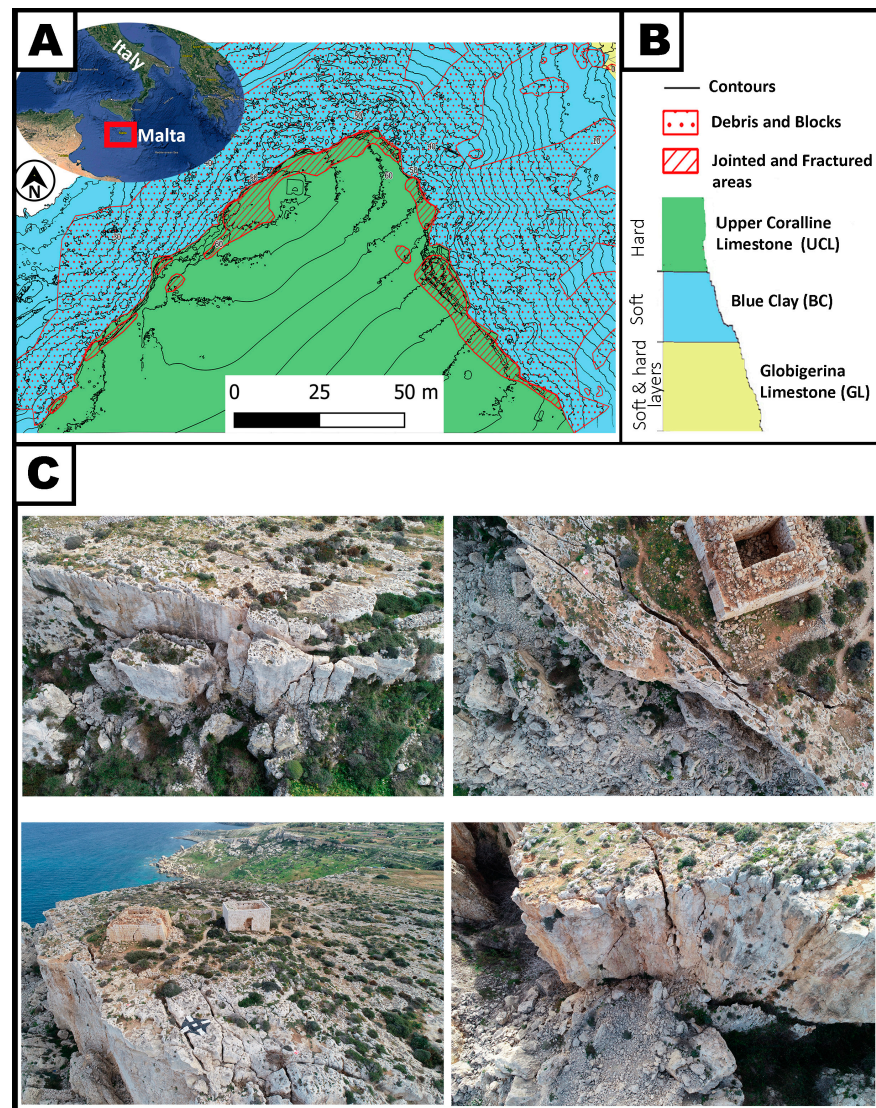 A
Italy
Malta
N
0 25 50 m
B
Contours
Debris and Blocks
Jointed and Fractured
areas
Hard
Upper Coralline
Limestone (UCL)
Soft
Blue Clay (BC)
Soft & hard
layers
Globigerina
Limestone (GL)
C